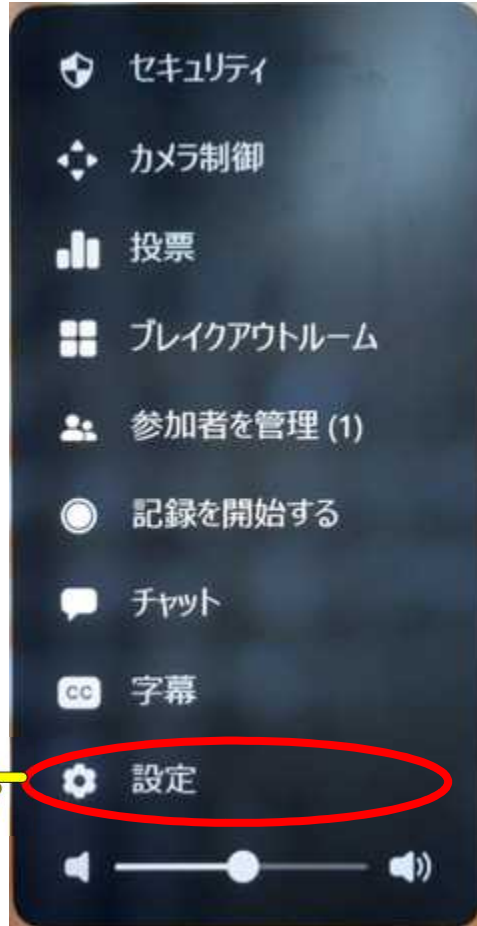 セキュリティ
カメラ制御
投票
ブレイクアウトルーム
参加者を管理 (1)
記録を開始する
チャット
CC 字幕
設定